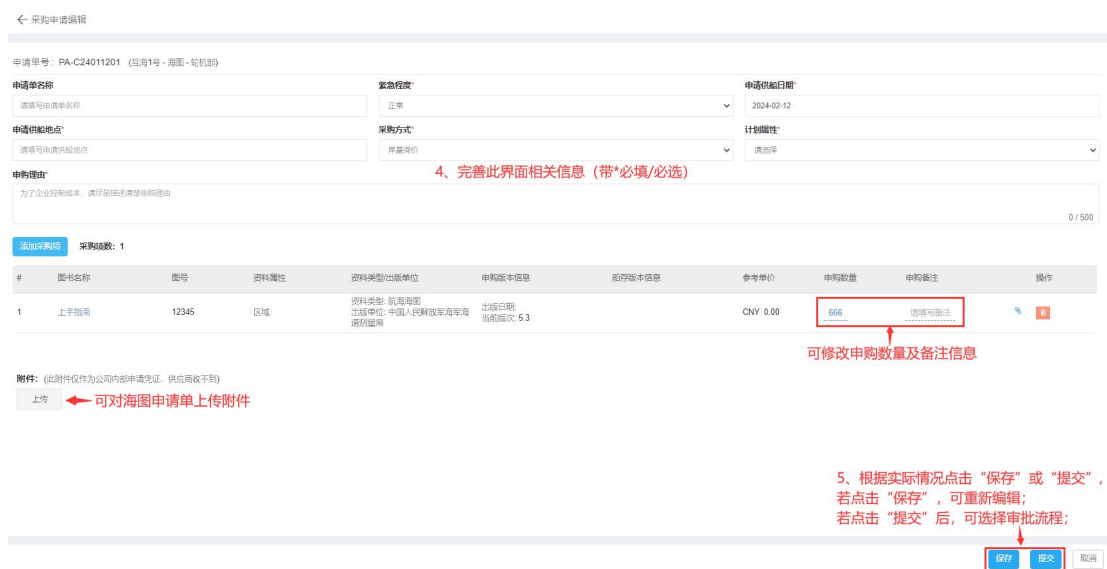 ← 采购申请编辑
申请单号: PA-C24011201 (互海1号 - 海图 - 轮机部)
申请单名称 紧急程度* 申请供船日期*
请填写申请单名称 正常 2024-02-12
申请供船地点* 采购方式* 计划属性*
请填写申请供船地点 岸基询价 请选择
申购理由*
4、完善此界面相关信息（带*必填/必选）
为了企业控制成本、请尽量描述清楚申购理由
0 / 500
添加采购项 采购项数: 1
# 图书名称 图号 资料属性 资料类型/出版单位 申购版本信息 船存版本信息 参考单价 申购数量 申购备注 操作
1 上手指南 12345 区域: 资料类型: 航海海图 出版日期: CNY 0.00 666 请填写备注
出版单位: 中国人民解放军海军海 当前版次: 5.3
道刻量局
可修改申购数量及备注信息
附件: (此附件仅作为公司内部申请凭证, 供应商收不到)
上传 可对海图申请单上传附件
5、根据实际情况点击“保存”或“提交”,
若点击“保存”, 可重新编辑;
若点击“提交”后, 可选择审批流程;
保存 提交 取消